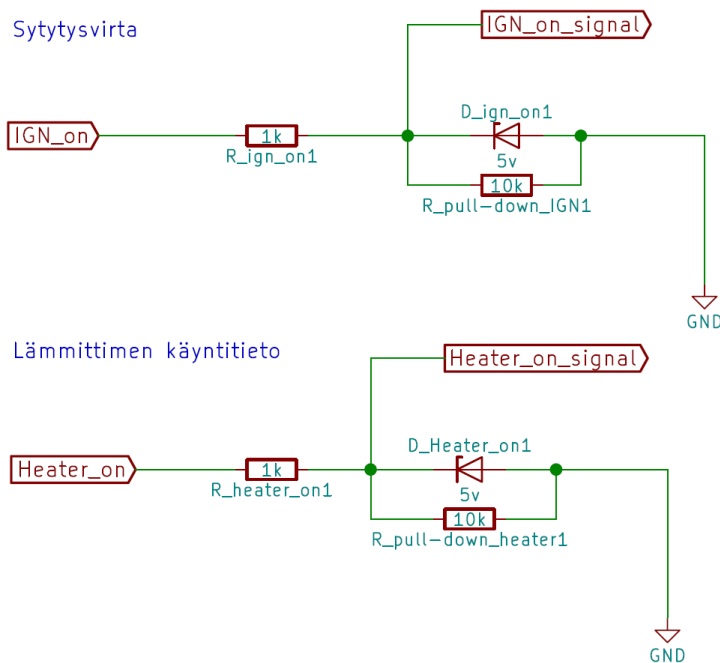 Sytytysvirta
IGN_on_signal
IGN_on
1k
R_ign_on1
D_ign_on1
5v
10k
R_pull-down_IGN1
GND
Lämmittimen käyntitieto
Heater_on_signal
Heater_on
1k
R_heater_on1
D_Heater_on1
5v
10k
R_pull-down_heater1
GND